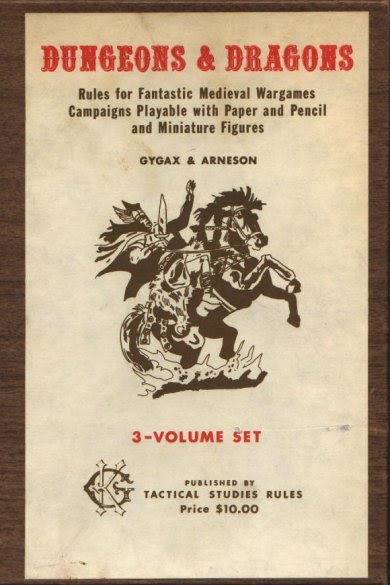 DUNGEONS & DRAGONS
Rules for Fantastic Medieval Wargames
Campaigns Playable with Paper and Pencil
and Miniature Figures
GYGAX & ARNESON
3-VOLUME SET
GK
PUBLISHED BY
TACTICAL STUDIES RULES
Price $10.00